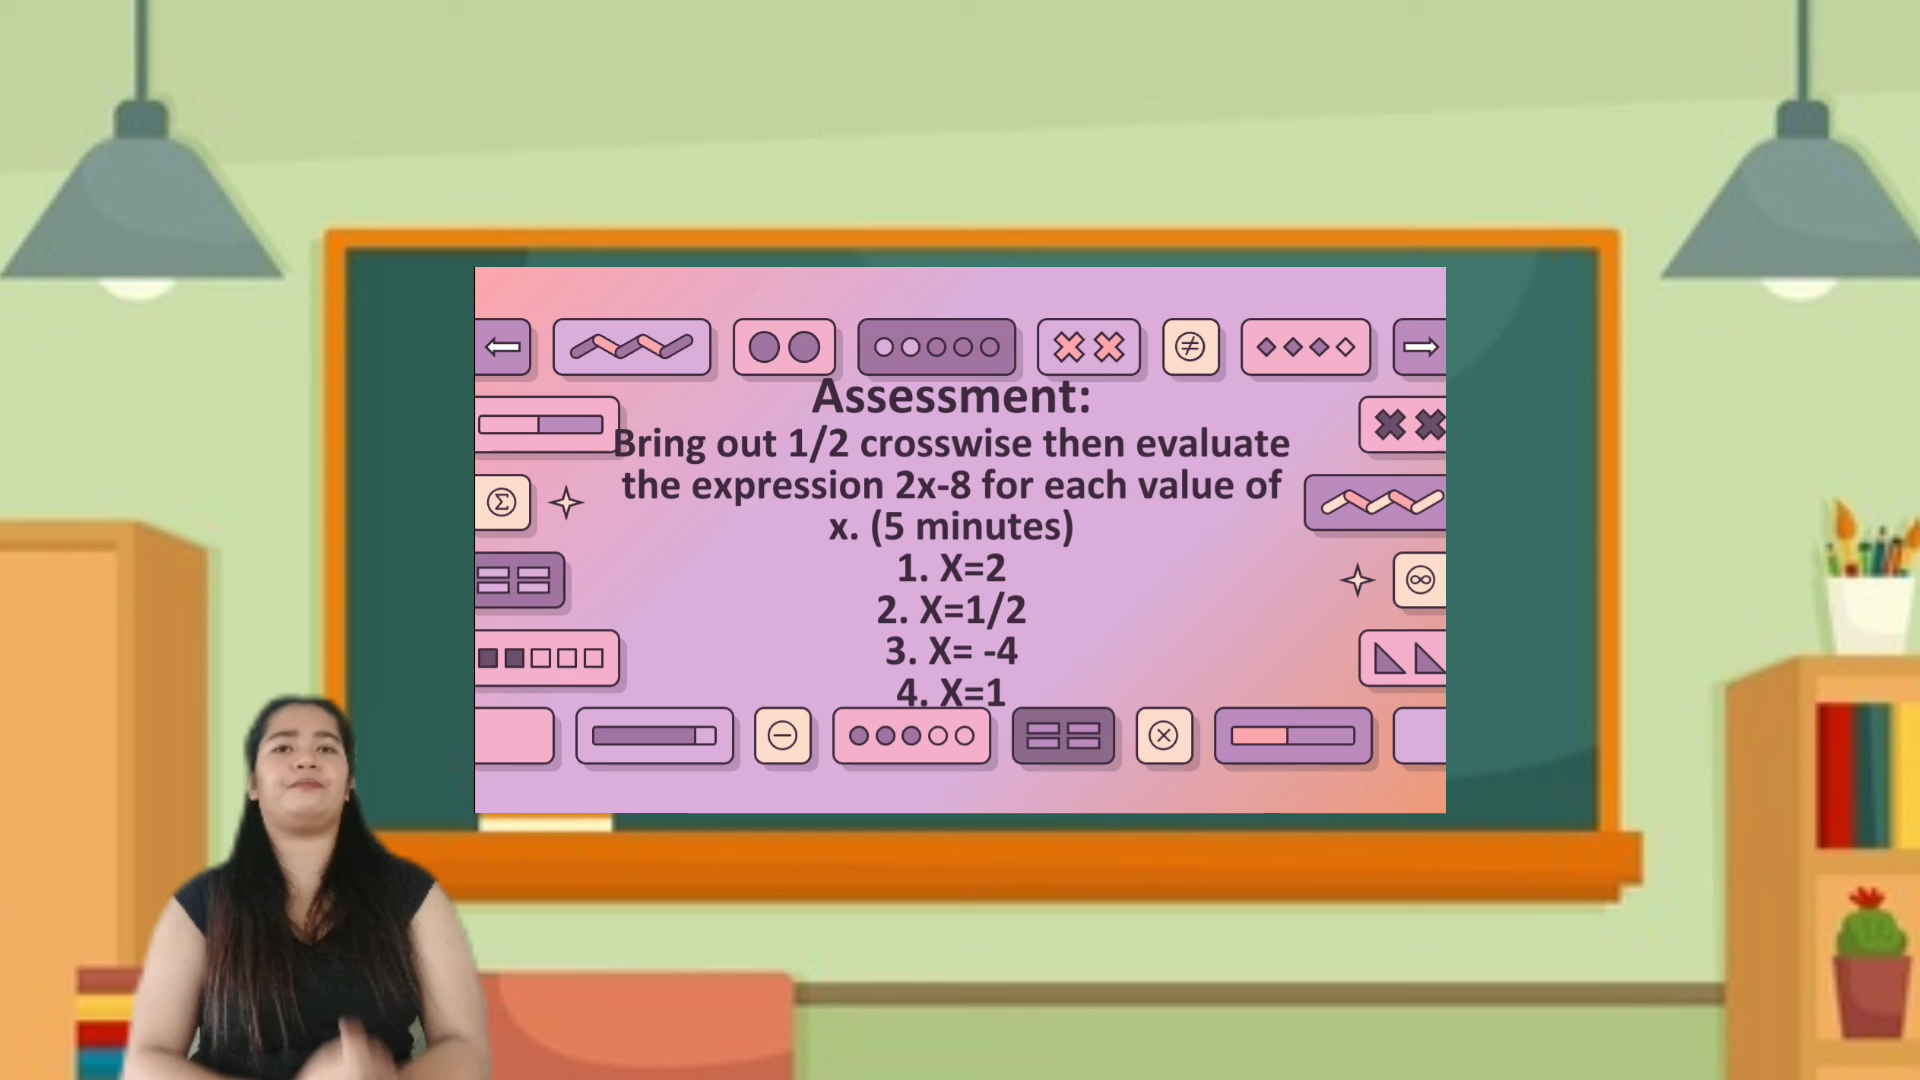 Assessment:
Bring out 1/2 crosswise then evaluate
the expression 2x-8 for each value of
x. (5 minutes)
1. X=2
2. X=1/2
3. X= -4
4. X=1